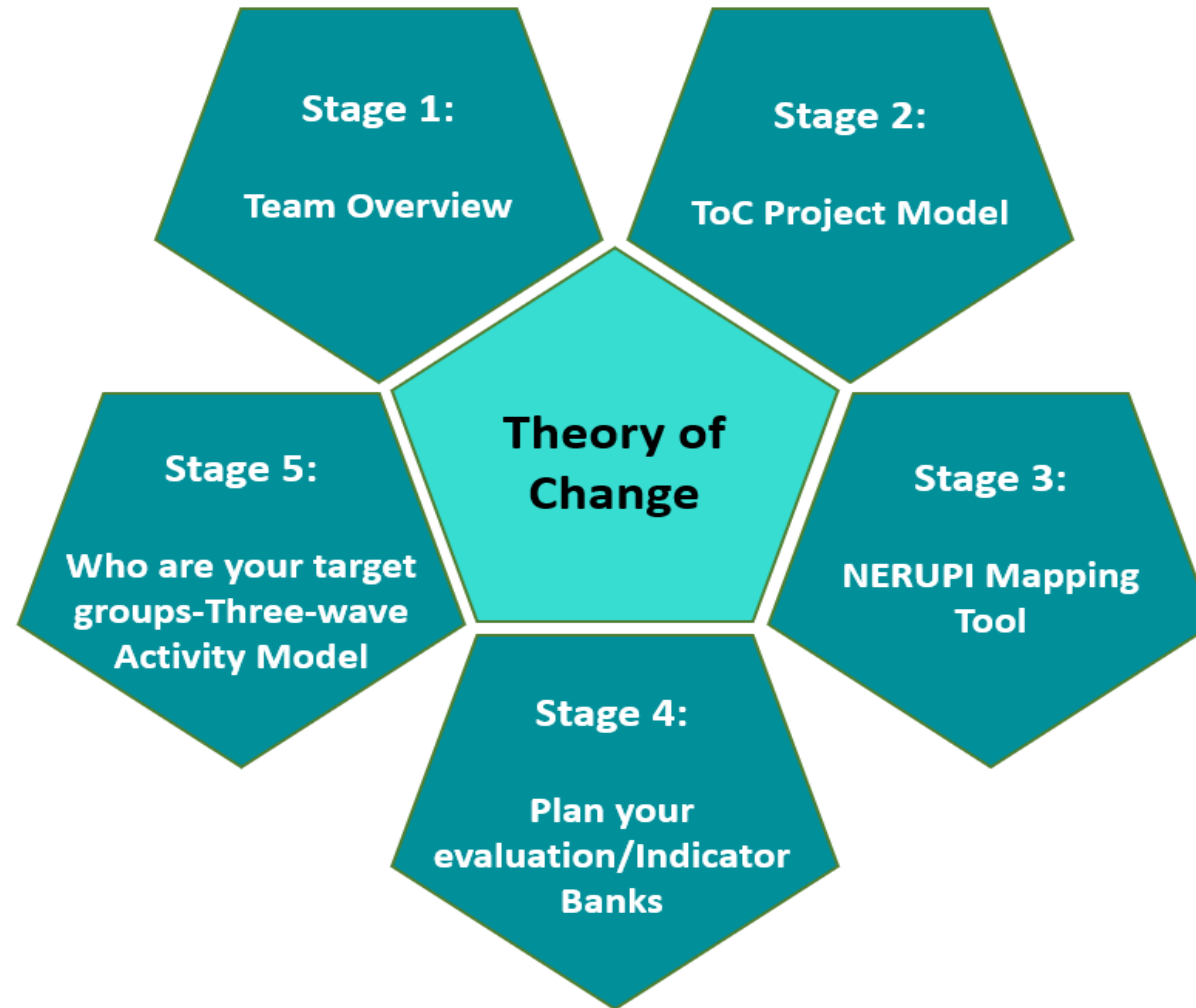 Stage 1:
Team Overview
Stage 2:
ToC Project Model
Theory of
Change
Stage 3:
NERUPI Mapping
Tool
Stage 4:
Plan your
evaluation/Indicator
Banks
Stage 5:
Who are your target
groups-Three-wave
Activity Model